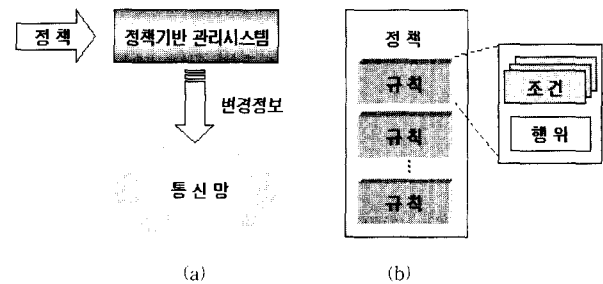 정 책
정책기반 관리시스템
변경정보
통 신 망
(a)
정 책
규 칙
규 칙
규 칙
조 건
행 위
(b)